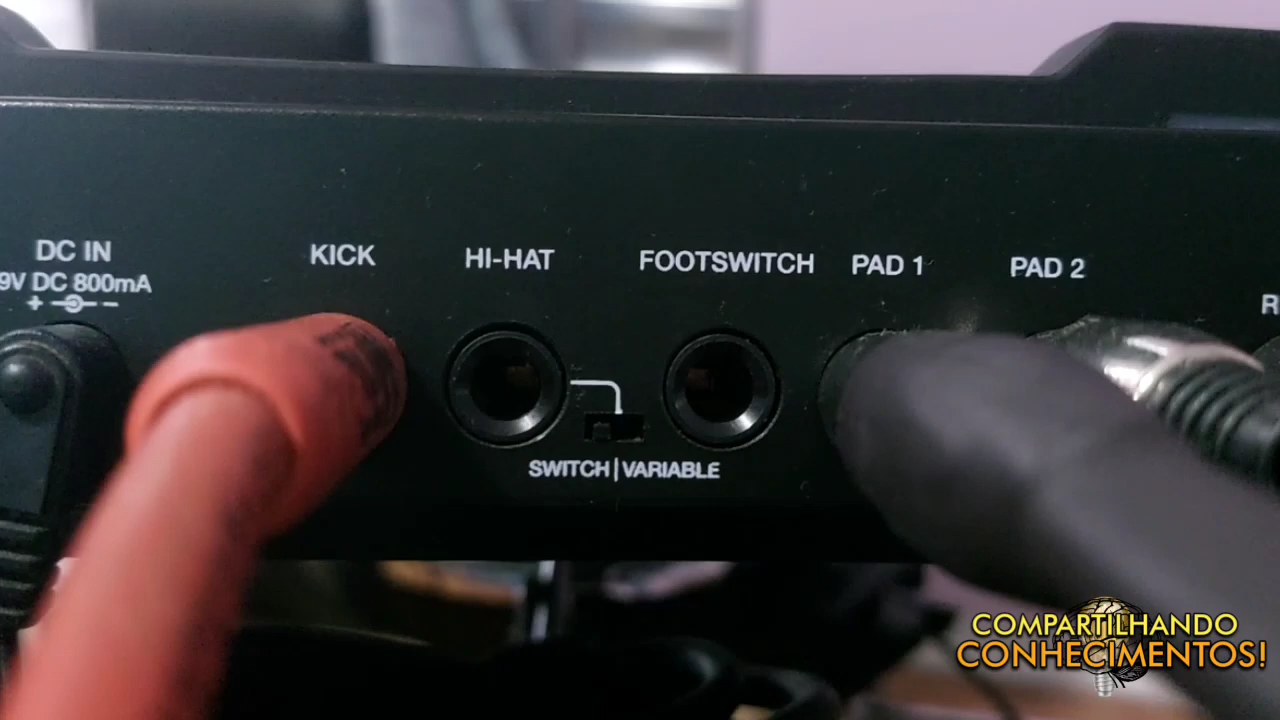 DC IN
9V DC 800mA
KICK
HI-HAT
FOOTSWITCH
PAD 1
PAD 2
R
SWITCH|VARIABLE
COMPARTILHANDO
CONHECIMENTOS!